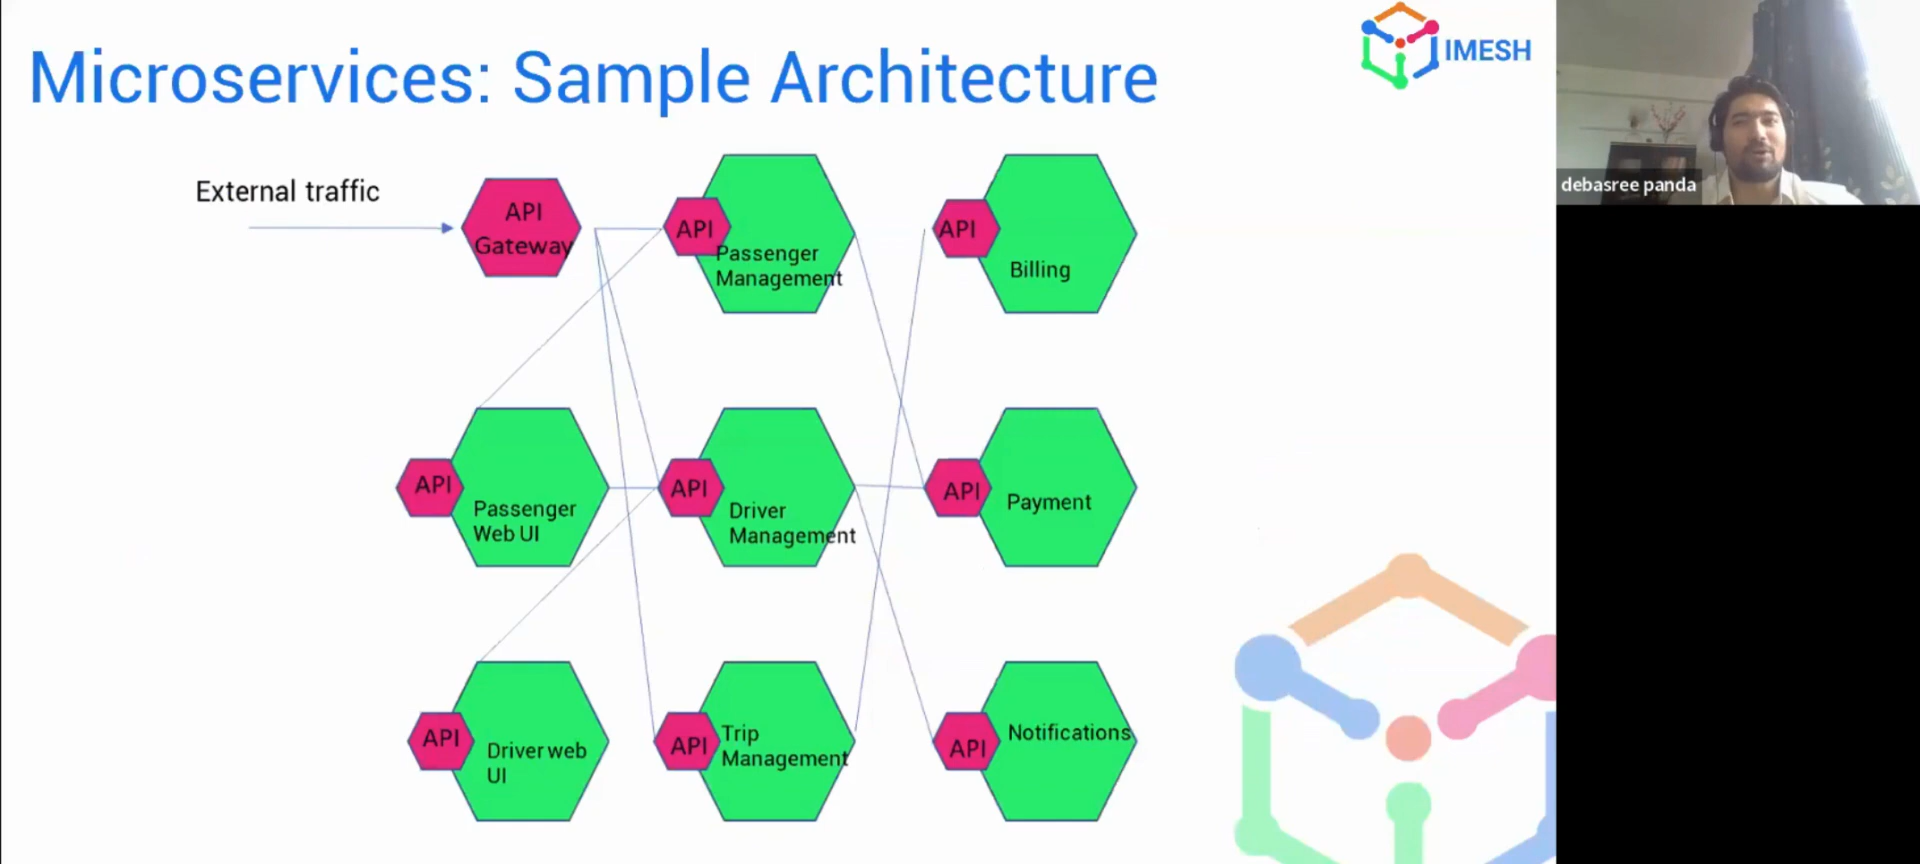 Microservices: Sample Architecture
IMESH
debasree panda
External traffic
API
Gateway
API
Passenger
Management
API
Billing
API
Passenger
Web UI
API
Driver
Management
API
Payment
API
Driver web
UI
API
Trip
Management
API
Notifications